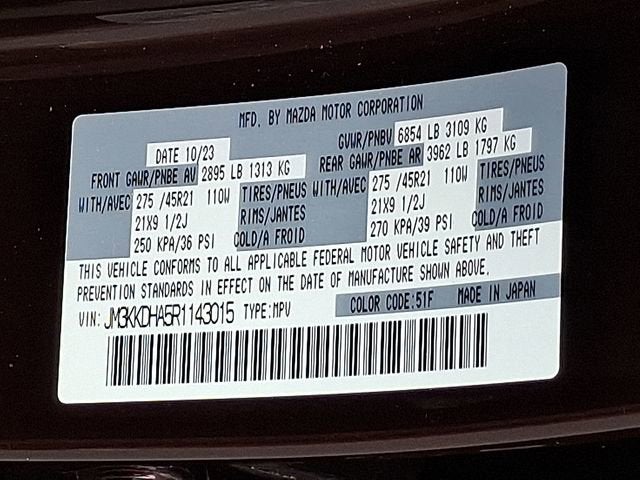 MFD. BY MAZDA MOTOR CORPORATION
DATE 10/23 GVWR/PNBV 6854 LB 3109 KG
FRONT GAWR/PNBE AV 2895 LB 1313 KG REAR GAWR/PNBE AR 3962 LB 1797 KG
WITH/AVEC 275 /45R21 110W TIRES/PNEUS WITH/AVEC 275 /45R21 110W TIRES/PNEUS
21X9 1/2J RIMS/JANTES 21X9 1/2J RIMS/JANTES
250 KPA/36 PSI COLD/A FROID 270 KPA/39 PSI COLD/A FROID
THIS VEHICLE CONFORMS TO ALL APPLICABLE FEDERAL MOTOR VEHICLE SAFETY AND THEFT
PREVENTION STANDARDS IN EFFECT ON THE DATE OF MANUFACTURE SHOWN ABOVE.
VIN: JM3KKDHA5R1143015 TYPE:MPV COLOR CODE:51F MADE IN JAPAN